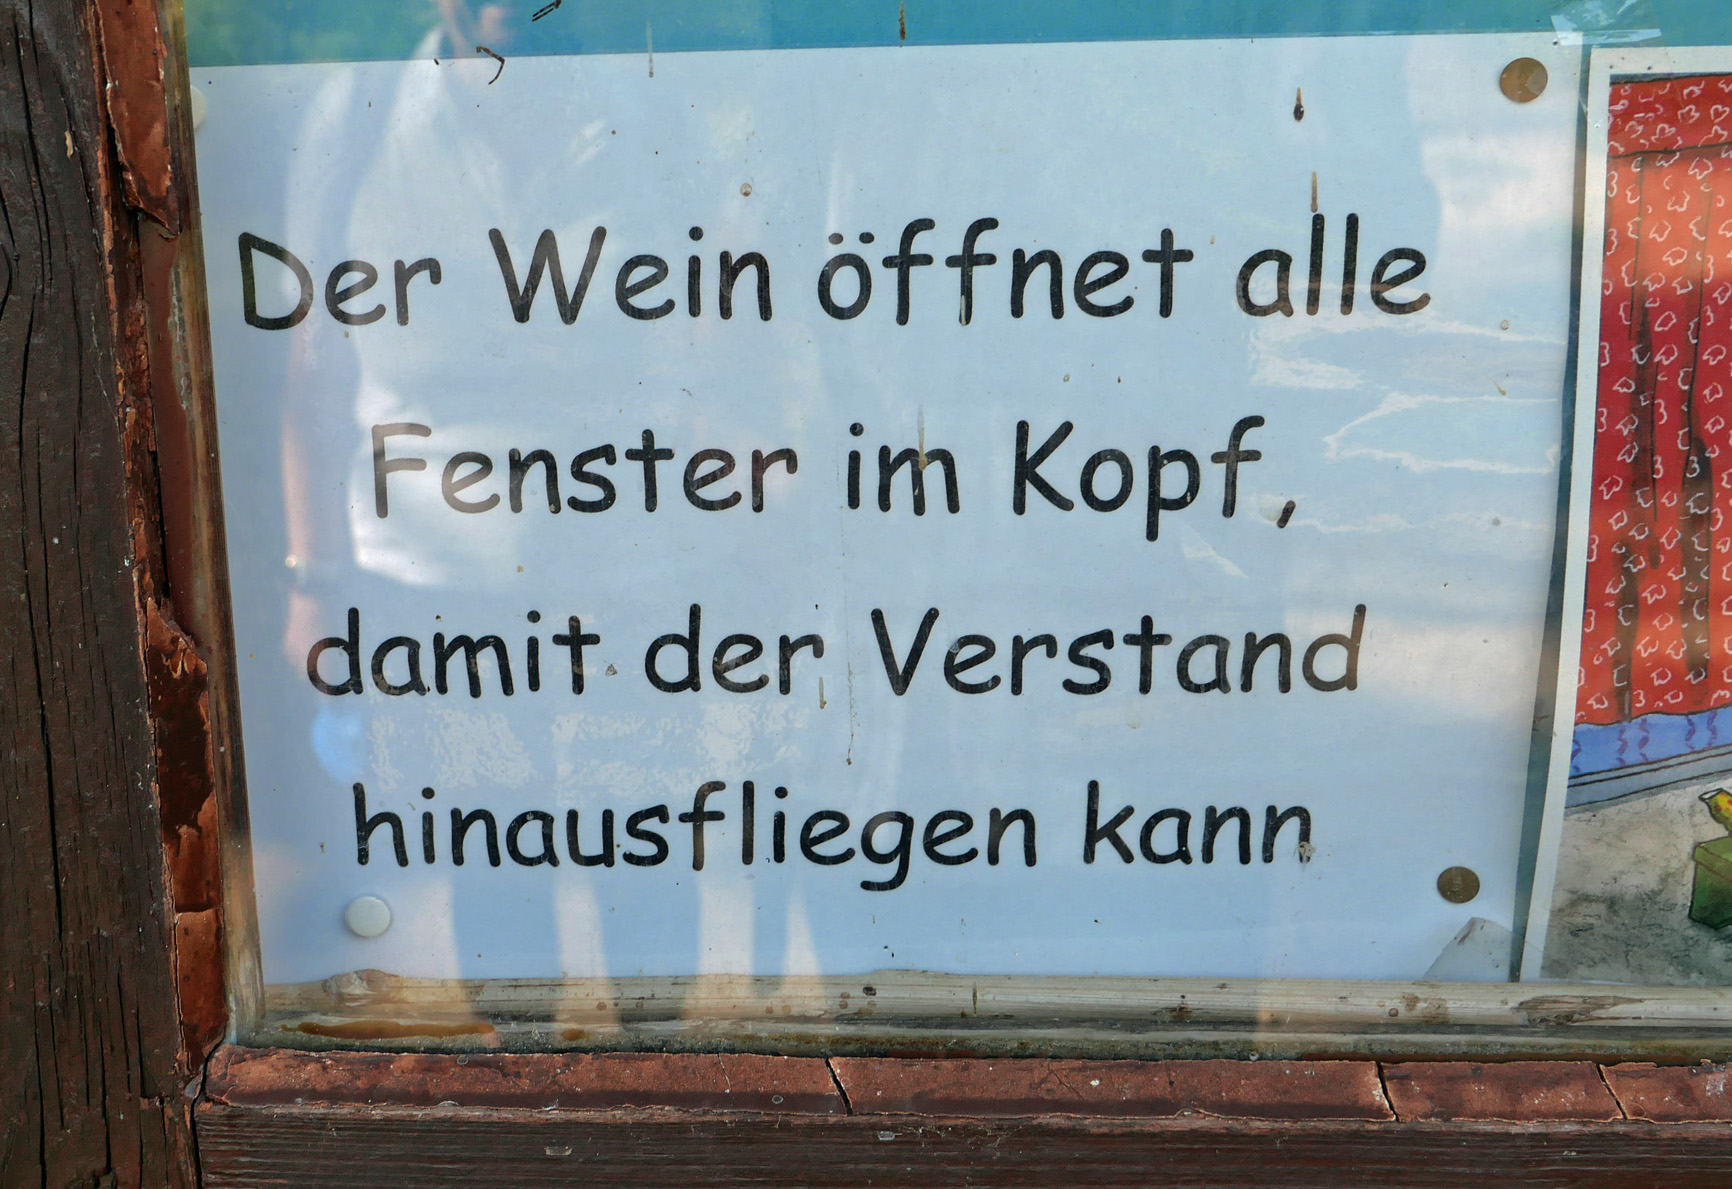 Der Wein öffnet alle
Fenster im Kopf,
damit der Verstand
hinausfliegen kann